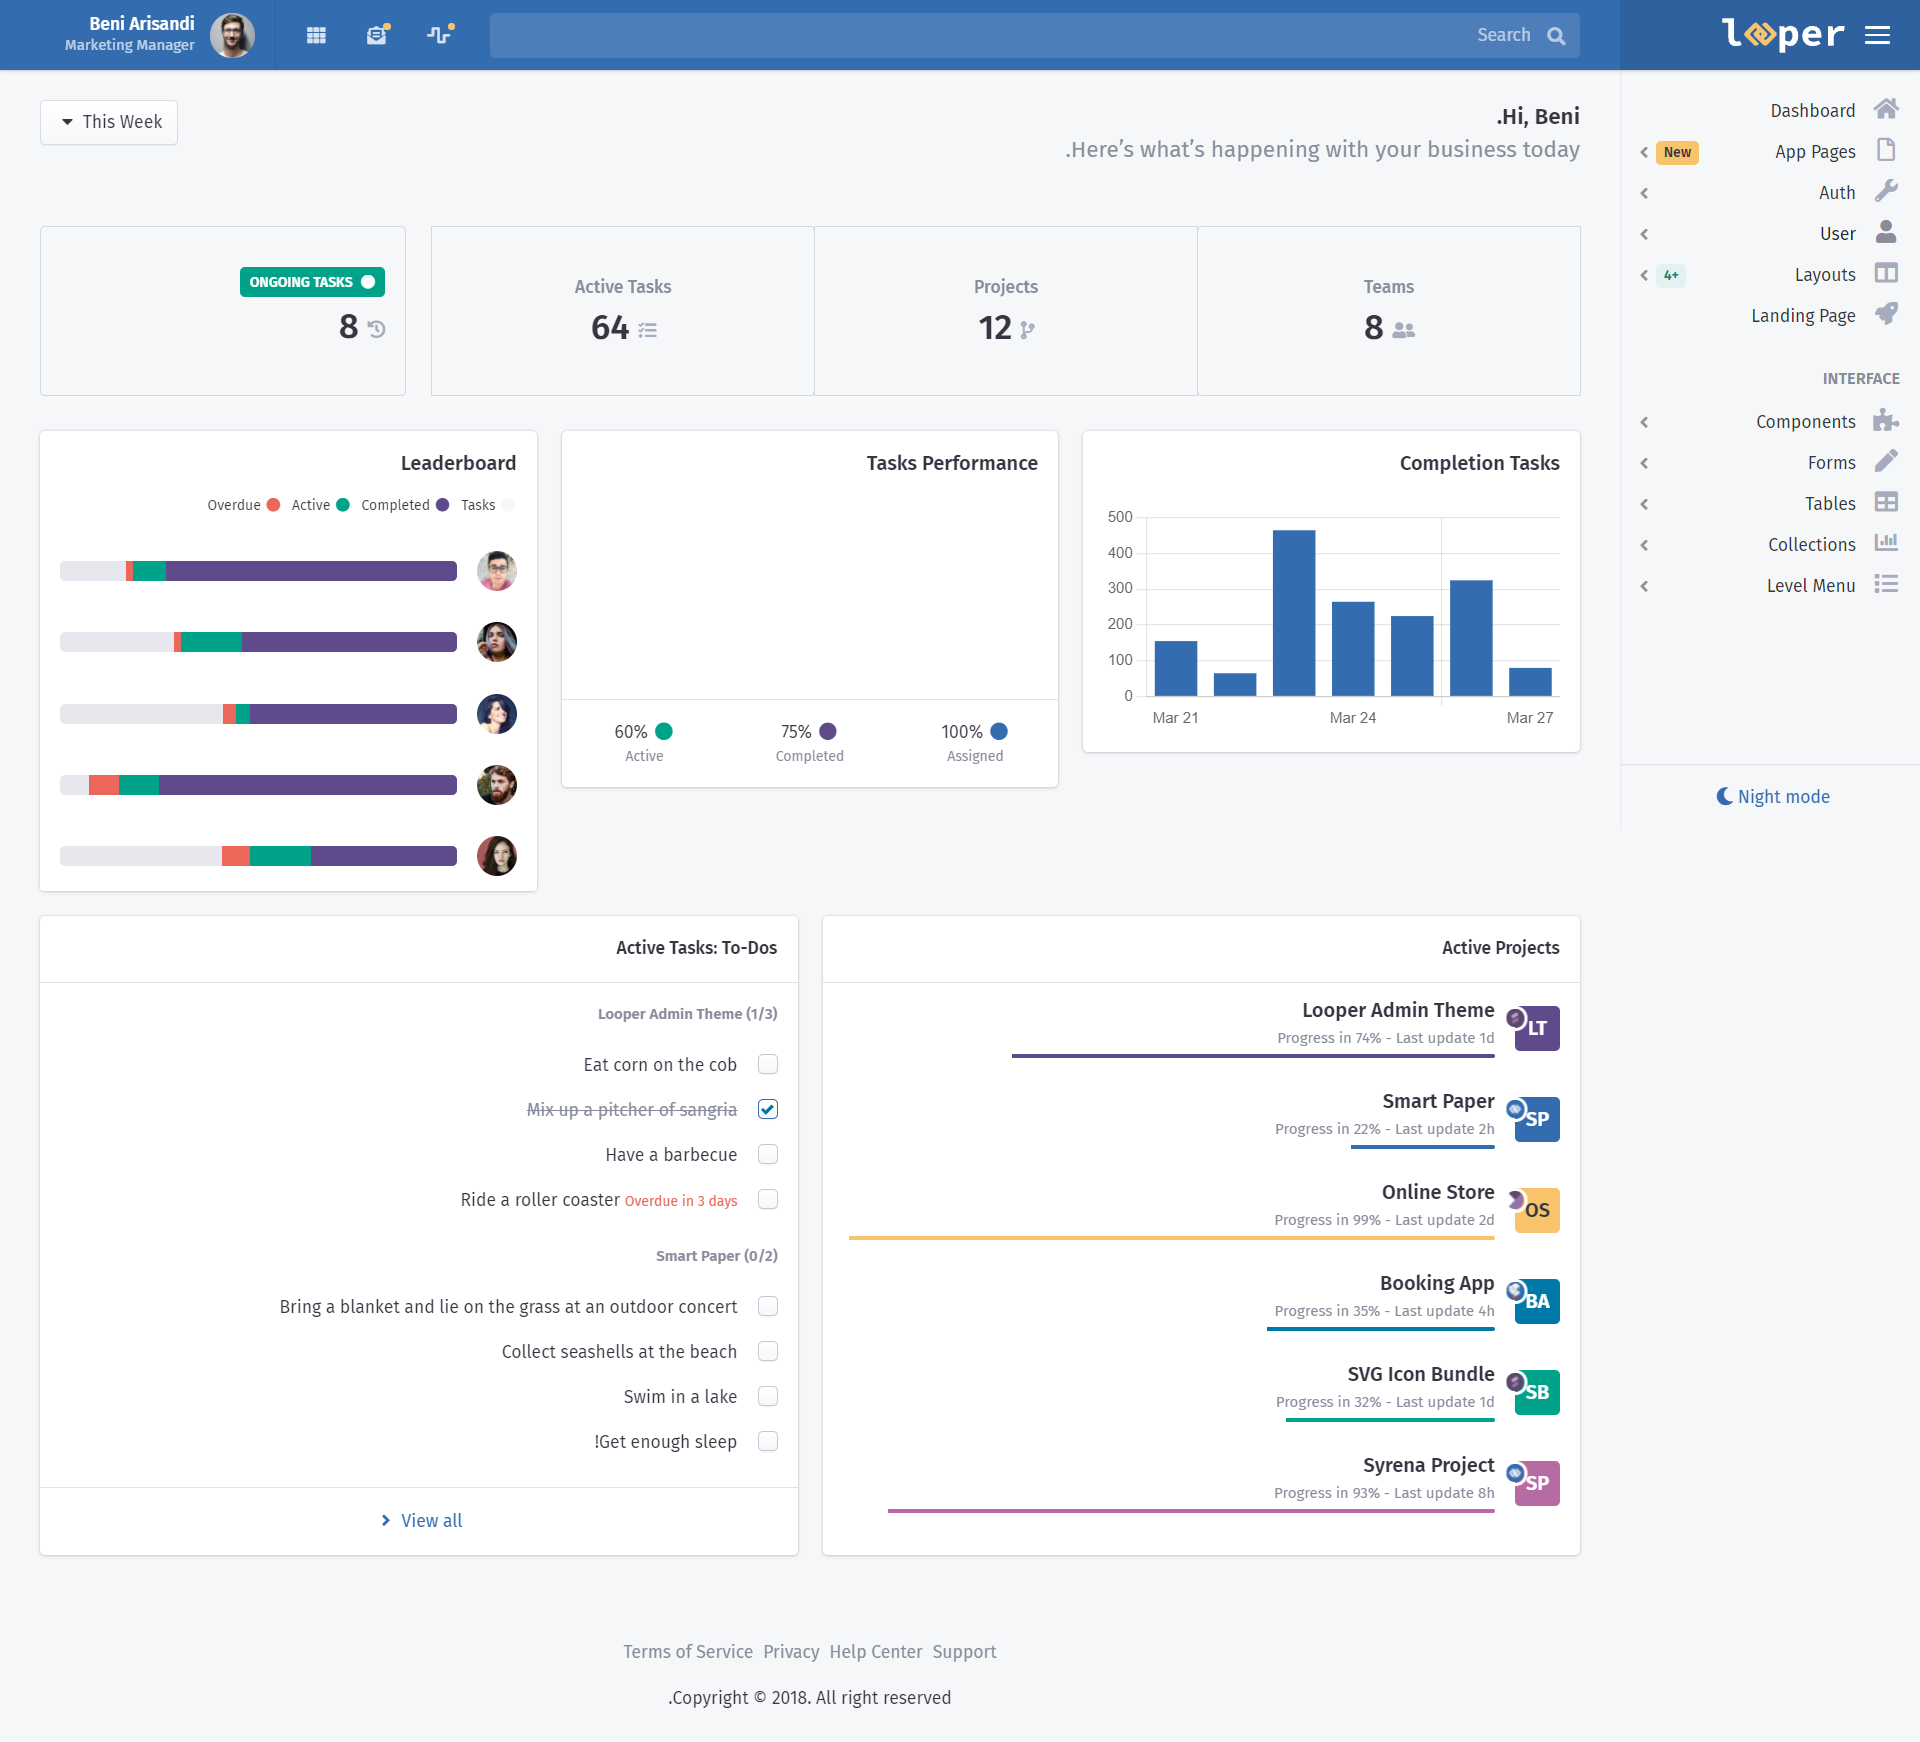 Beni Arisandi
Marketing Manager
Search
looper
This Week
.Hi, Beni
.Here’s what’s happening with your business today
Dashboard
App Pages
New
Auth
User
Layouts
4+
Landing Page
INTERFACE
Components
Forms
Tables
Collections
Level Menu
Night mode
ONGOING TASKS
8
Active Tasks
64
Projects
12
Teams
8
Leaderboard
Overdue Active Completed Tasks
Tasks Performance
60% 75% 100%
Active Completed Assigned
Completion Tasks
500
400
300
200
100
0
Mar 21 Mar 24 Mar 27
Active Tasks: To-Dos
Looper Admin Theme (1/3)
Eat corn on the cob
Mix up a pitcher of sangria
Have a barbecue
Ride a roller coaster Overdue in 3 days
Smart Paper (0/2)
Bring a blanket and lie on the grass at an outdoor concert
Collect seashells at the beach
Swim in a lake
!Get enough sleep
View all
Active Projects
LT
Looper Admin Theme
Progress in 74% - Last update 1d
SP
Smart Paper
Progress in 22% - Last update 2h
OS
Online Store
Progress in 99% - Last update 2d
BA
Booking App
Progress in 35% - Last update 4h
SB
SVG Icon Bundle
Progress in 32% - Last update 1d
SP
Syrena Project
Progress in 93% - Last update 8h
Terms of Service Privacy Help Center Support
.Copyright © 2018. All right reserved